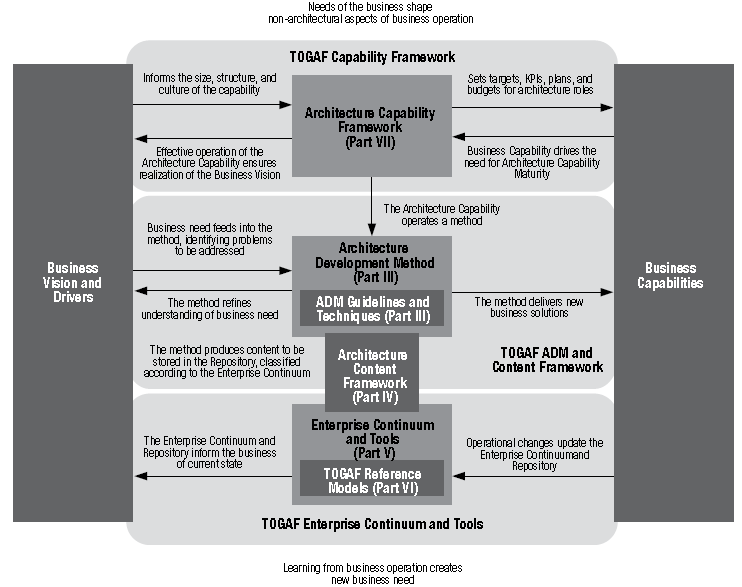 Needs of the business shape
non-architectural aspects of business operation
TOGAF Capability Framework
Informs the size, structure, and
culture of the capability
Sets targets, KPIs, plans, and
budgets for architecture roles
Architecture Capability
Framework
(Part VII)
Effective operation of the
Architecture Capability ensures
realization of the Business Vision
Business Capability drives the
need for Architecture Capability
Maturity
The Architecture Capability
operates a method
Business need feeds into the
method, identifying problems
to be addressed
Architecture
Development Method
(Part III)
Business
Vision and
Drivers
Business
Capabilities
ADM Guidelines and
Techniques (Part III)
The method refines
understanding of business need
The method delivers new
business solutions
The method produces content to be
stored in the Repository, classified
according to the Enterprise Continuum
Architecture
Content
Framework
(Part IV)
TOGAF ADM and
Content Framework
Enterprise Continuum
and Tools
(Part V)
The Enterprise Continuum and
Repository inform the business
of current state
Operational changes update the
Enterprise Continuumand
Repository
TOGAF Reference
Models (Part VI)
TOGAF Enterprise Continuum and Tools
Learning from business operation creates
new business need